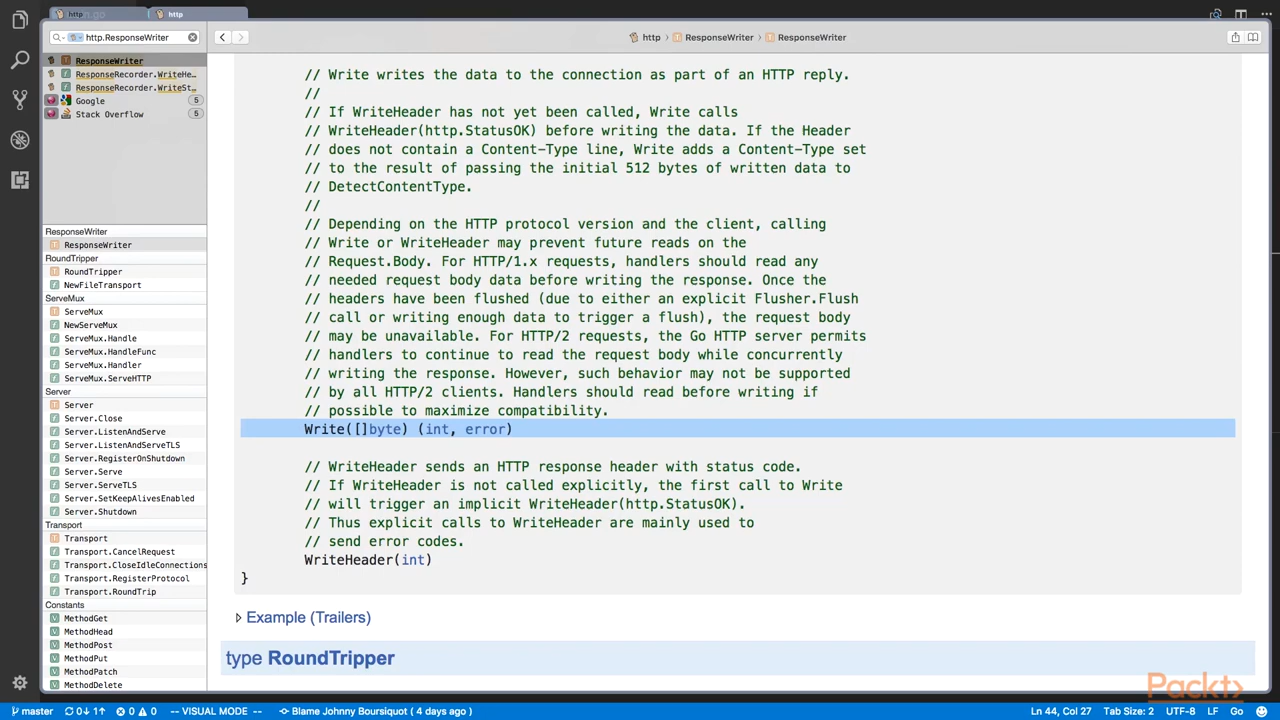 http
n.go
http
http.ResponseWriter
http
ResponseWriter
ResponseWriter
ResponseWriter
ResponseRecorder.WriteHe…
ResponseRecorder.WriteSt…
Google 5
Stack Overflow 5
ResponseWriter
ResponseWriter
RoundTripper
RoundTripper
NewFileTransport
ServeMux
ServeMux
NewServeMux
ServeMux.Handle
ServeMux.HandleFunc
ServeMux.Handler
ServeMux.ServeHTTP
Server
Server
Server.Close
Server.ListenAndServe
Server.ListenAndServeTLS
Server.RegisterOnShutdown
Server.Serve
Server.ServeTLS
Server.SetKeepAlivesEnabled
Server.Shutdown
Transport
Transport
Transport.CancelRequest
Transport.CloseIdleConnections
Transport.RegisterProtocol
Transport.RoundTrip
Constants
MethodGet
MethodHead
MethodPost
MethodPut
MethodPatch
MethodDelete
// Write writes the data to the connection as part of an HTTP reply.
//
// If WriteHeader has not yet been called, Write calls
// WriteHeader(http.StatusOK) before writing the data. If the Header
// does not contain a Content-Type line, Write adds a Content-Type set
// to the result of passing the initial 512 bytes of written data to
// DetectContentType.
//
// Depending on the HTTP protocol version and the client, calling
// Write or WriteHeader may prevent future reads on the
// Request.Body. For HTTP/1.x requests, handlers should read any
// needed request body data before writing the response. Once the
// headers have been flushed (due to either an explicit Flusher.Flush
// call or writing enough data to trigger a flush), the request body
// may be unavailable. For HTTP/2 requests, the Go HTTP server permits
// handlers to continue to read the request body while concurrently
// writing the response. However, such behavior may not be supported
// by all HTTP/2 clients. Handlers should read before writing if
// possible to maximize compatibility.
Write([]byte) (int, error)
// WriteHeader sends an HTTP response header with status code.
// If WriteHeader is not called explicitly, the first call to Write
// will trigger an implicit WriteHeader(http.StatusOK).
// Thus explicit calls to WriteHeader are mainly used to
// send error codes.
WriteHeader(int)
}
Example (Trailers)
type RoundTripper
Packt>
master 0↓ 1↑ 0 0 -- VISUAL MODE -- Blame Johnny Boursiquot ( 4 days ago ) Ln 44, Col 27 Tab Size: 2 UTF-8 LF Go